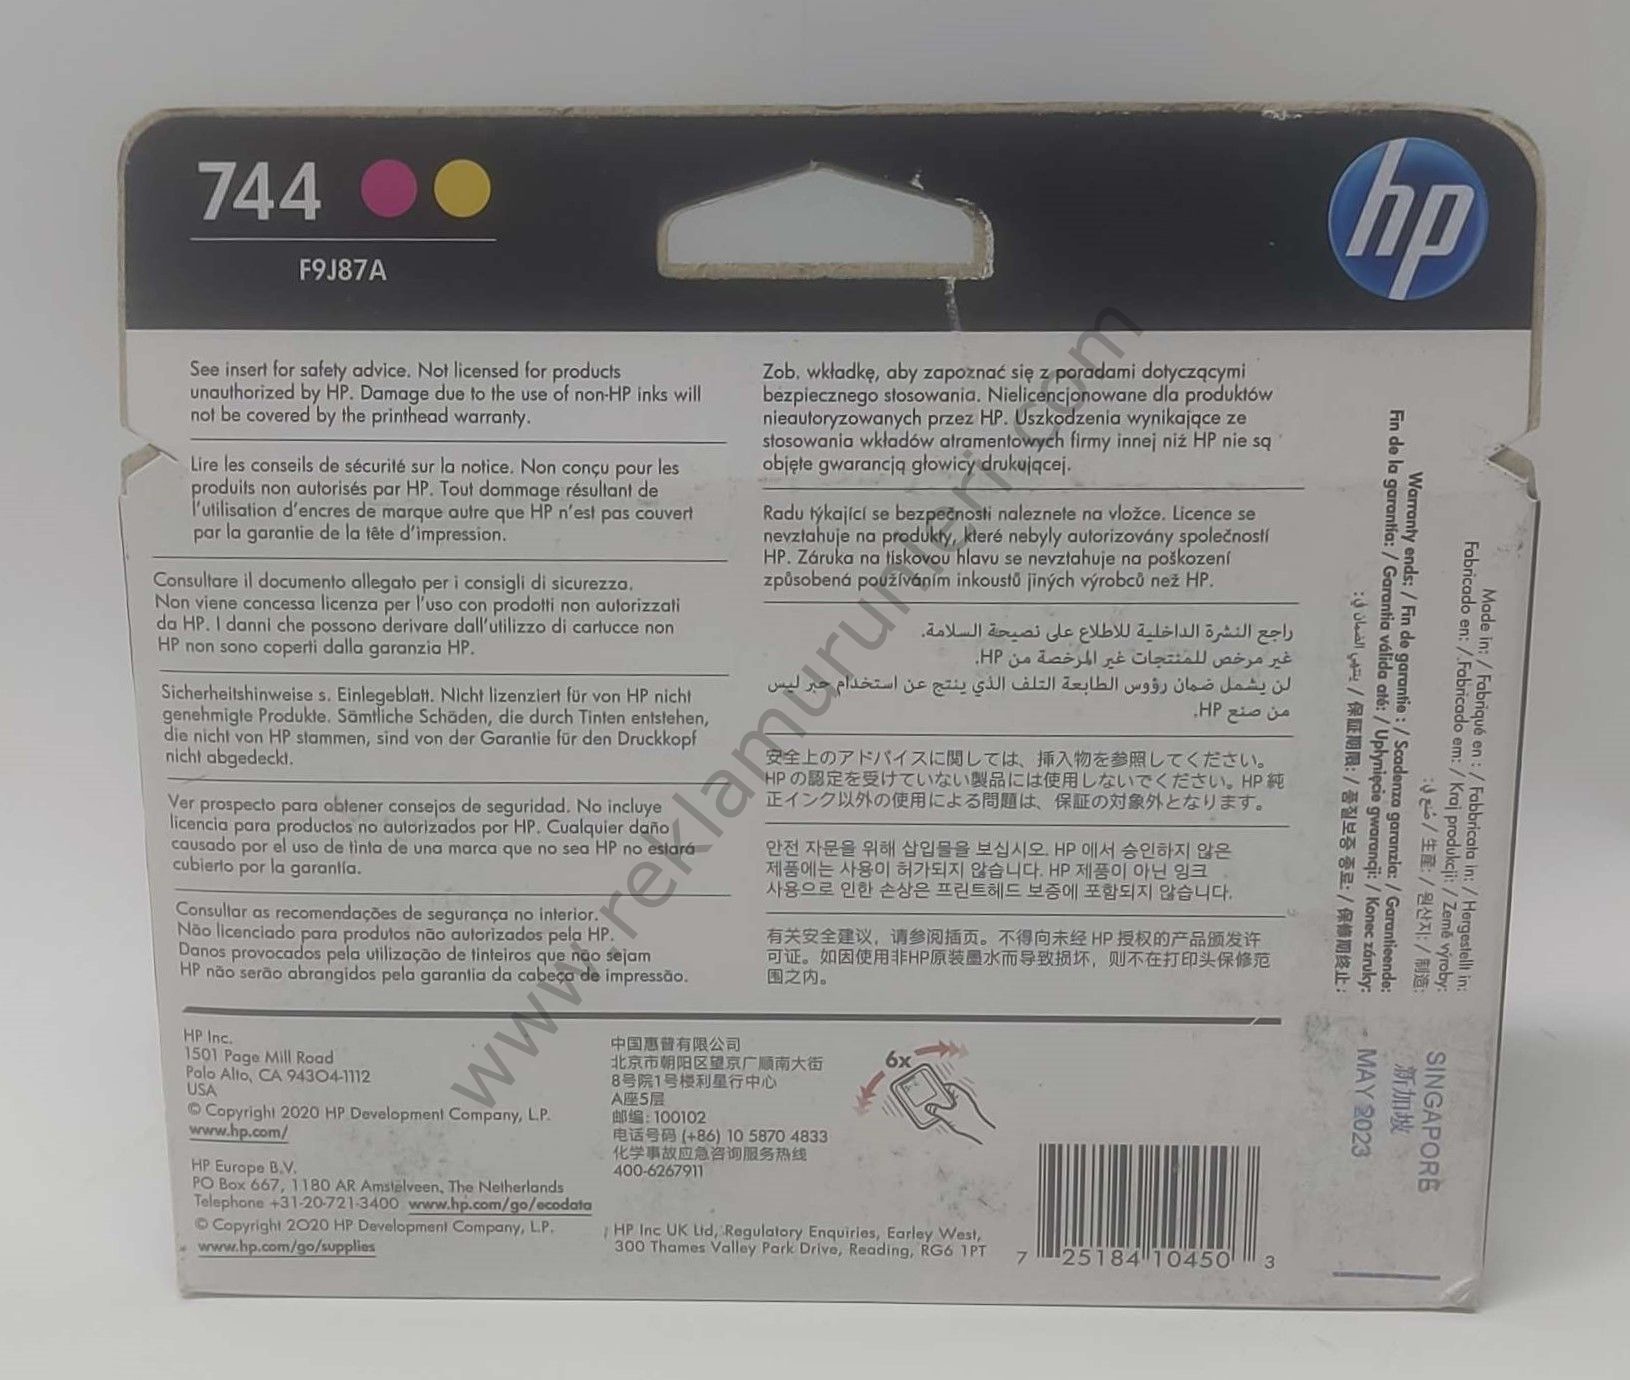 744
F9J87A
hp
See insert for safety advice. Not licensed for products
unauthorized by HP. Damage due to the use of non-HP inks will
not be covered by the printhead warranty.
Lire les conseils de sécurité sur la notice. Non conçu pour les
produits non autorisés par HP. Tout dommage résultant de
l'utilisation d'encres de marque autre que HP n'est pas couvert
par la garantie de la tête d'impression.
Consultare il documento allegato per i consigli di sicurezza.
Non viene concessa licenza per l'uso con prodotti non autorizzati
da HP. I danni che possono derivare dall'utilizzo di cartucce non
HP non sono coperti dalla garanzia HP.
Sicherheitshinweise s. Einlegeblatt. Nicht lizenziert für von HP nicht
genehmigte Produkte. Sämtliche Schäden, die durch Tinten entstehen,
die nicht von HP stammen, sind von der Garantie für den Druckkopf
nicht abgedeckt.
Ver prospecto para obtener consejos de seguridad. No incluye
licencia para productos no autorizados por HP. Cualquier daño
causado por el uso de tinta de una marca que no sea HP no estará
cubierto por la garantía.
Consultar as recomendações de segurança no interior.
Não licenciado para produtos não autorizados pela HP.
Danos provocados pela utilização de tinteiros que não sejam
HP não serão abrangidos pela garantia da cabeça de impressão.
Zob. wkładkę, aby zapoznać się z poradami dotyczącymi
bezpiecznego stosowania. Nielicencjonowane dla produktów
nieautoryzowanych przez HP. Uszkodzenia wynikające ze
stosowania wkładów atramentowych firmy innej niż HP nie są
objęte gwarancją głowicy drukującej.
Radu týkající se bezpečnosti naleznete na vložce. Licence se
nevztahuje na produkty, které nebyly autorizovány společností
HP. Záruka na tiskovou hlavu se nevztahuje na poškození
způsobená používáním inkoustů jiných výrobců než HP.
راجع النشرة الداخلية للاطلاع على نصيحة السلامة.
غير مرخص للمنتجات غير المرخصة من HP.
لن يشمل ضمان رؤوس الطابعة التلف الذي ينتج عن استخدام حبر ليس
من صنع HP.
安全上のアドバイスに関しては、挿入物を参照してください。
HP の認定を受けていない製品には使用しないでください。HP 純
正インク以外の使用による問題は、保証の対象外となります。
안전 자문을 위해 삽입물을 보십시오. HP 에서 승인하지 않은
제품에는 사용이 허가되지 않습니다. HP 제품이 아닌 잉크
사용으로 인한 손상은 프린트헤드 보증에 포함되지 않습니다.
有关安全建议，请参阅插页。不得向未经 HP 授权的产品颁发许
可证。如因使用非HP原装墨水而导致损坏，则不在打印头保修范
围之内。
Made in: / Fabriqué en : / Fabbricato in: / Hergestellt in:
Fabricado en: / Fabricado em: / Kraj produkcji: / Země výroby:
صُنع في: / 生産: / 원산지: / 制造:
Warranty ends: / Fin de garantie : / Scadenza garanzia: / Garantieende:
Fin de la garantía: / Garantia válida até: / Upłynięcie gwarancji: / Konec záruky:
ينتهي الضمان في: / 保証期限: / 품질보증 종료: / 保修期终止:
SINGAPORE
新加坡
MAY 2023
HP Inc.
1501 Page Mill Road
Palo Alto, CA 94304-1112
USA
© Copyright 2020 HP Development Company, L.P.
www.hp.com/
HP Europe B.V.
PO Box 667, 1180 AR Amstelveen, The Netherlands
Telephone +31-20-721-3400 www.hp.com/go/ecodata
© Copyright 2020 HP Development Company, L.P.
www.hp.com/go/supplies
中国惠普有限公司
北京市朝阳区望京广顺南大街
8号院1号楼利星行中心
A座5层
邮编: 100102
电话号码 (+86) 10 5870 4833
化学事故应急咨询服务热线
400-6267911
HP Inc UK Ltd, Regulatory Enquiries, Earley West,
300 Thames Valley Park Drive, Reading, RG6 1PT
6x
7 25184 10450 3
www.reklamurunleri.com